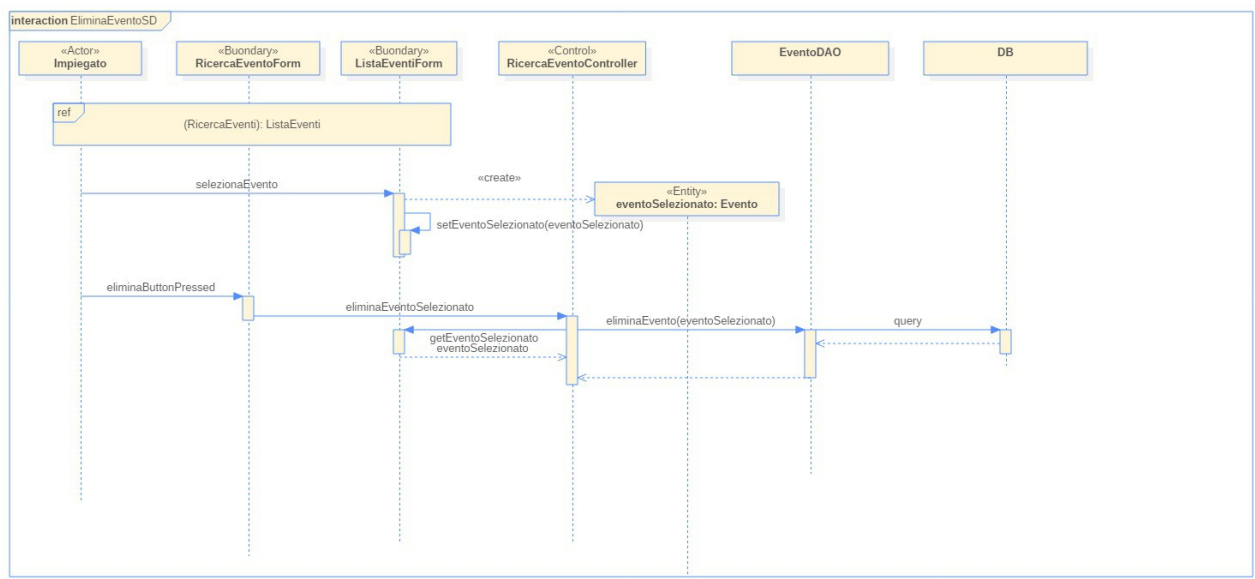 interaction EliminaEventoSD
«Actor»
Impiegato
«Buondary»
RicercaEventoForm
«Buondary»
ListaEventiForm
«Control»
RicercaEventoController
EventoDAO
DB
ref
(RicercaEventi): ListaEventi
selezionaEvento
«create»
«Entity»
eventoSelezionato: Evento
setEventoSelezionato(eventoSelezionato)
eliminaButtonPressed
eliminaEventoSelezionato
eliminaEvento(eventoSelezionato)
query
getEventoSelezionato
eventoSelezionato